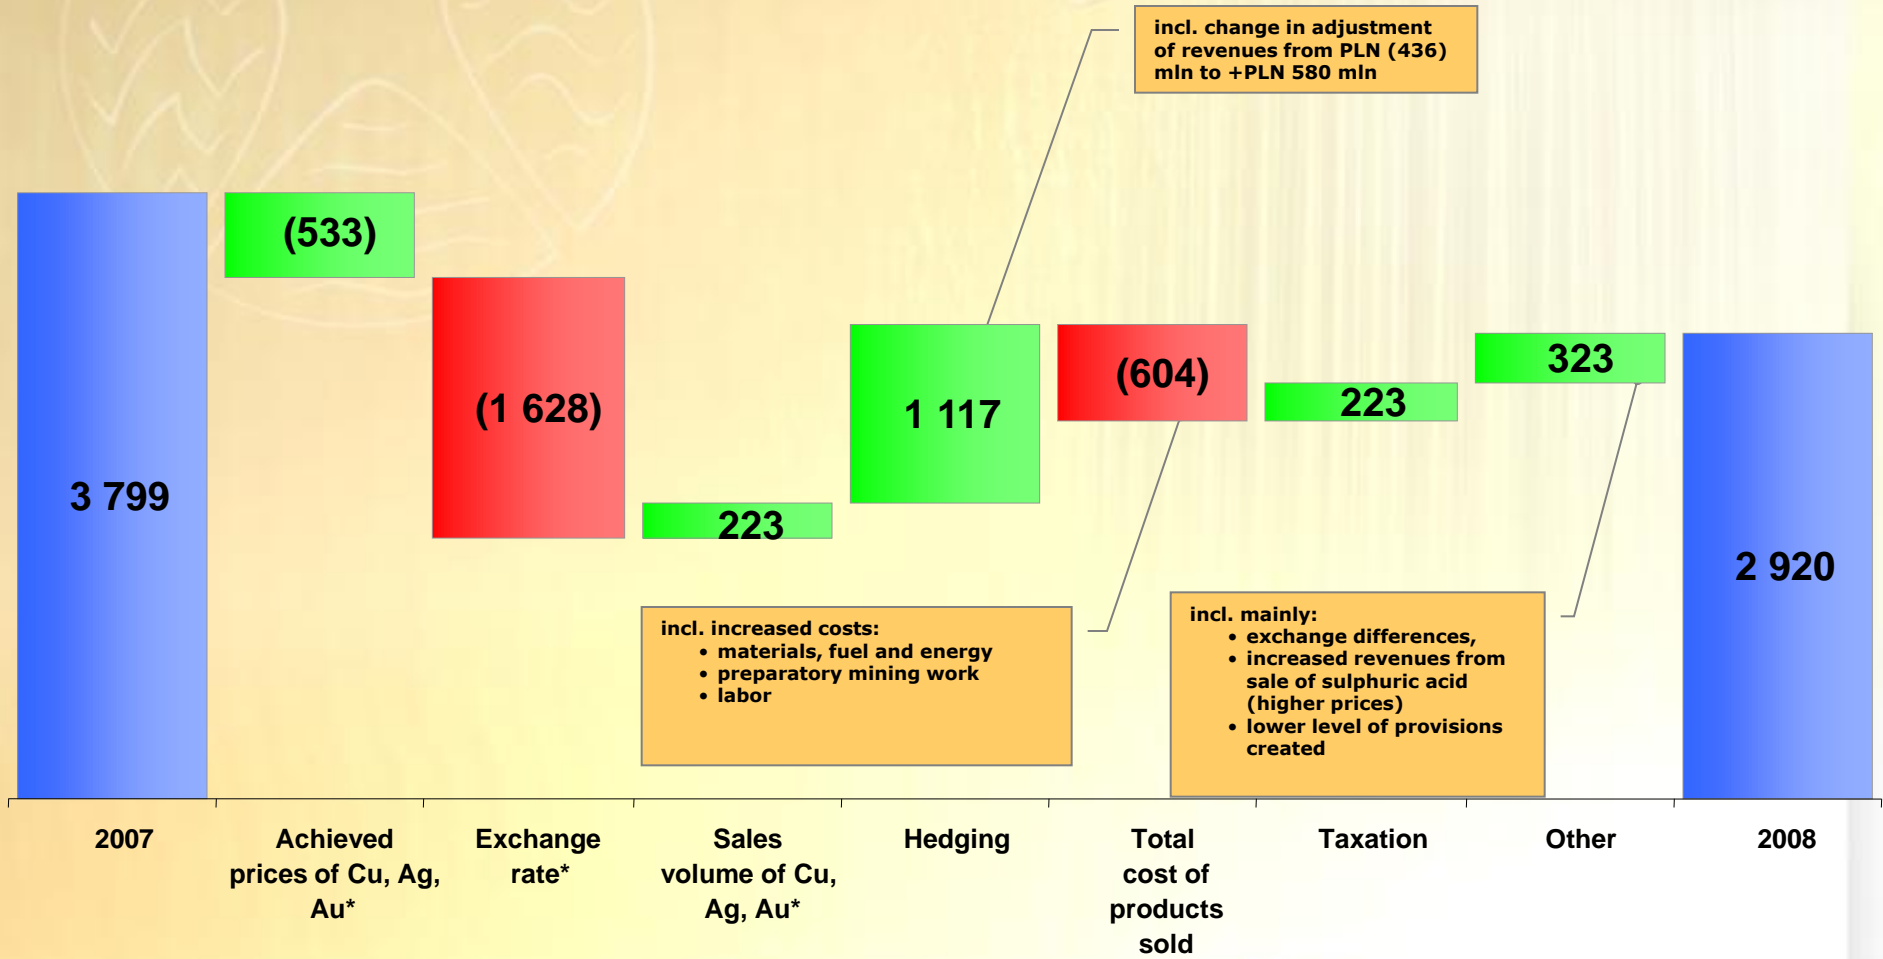 incl. change in adjustment
of revenues from PLN (436)
mln to +PLN 580 mln
(533)
(1 628)
3 799
223
1 117
(604)
223
323
2 920
incl. increased costs:
• materials, fuel and energy
• preparatory mining work
• labor
incl. mainly:
• exchange differences,
• increased revenues from
sale of sulphuric acid
(higher prices)
• lower level of provisions
created
2007
Achieved
prices of Cu, Ag,
Au*
Exchange
rate*
Sales
volume of Cu,
Ag, Au*
Hedging
Total
cost of
products
sold
Taxation
Other
2008